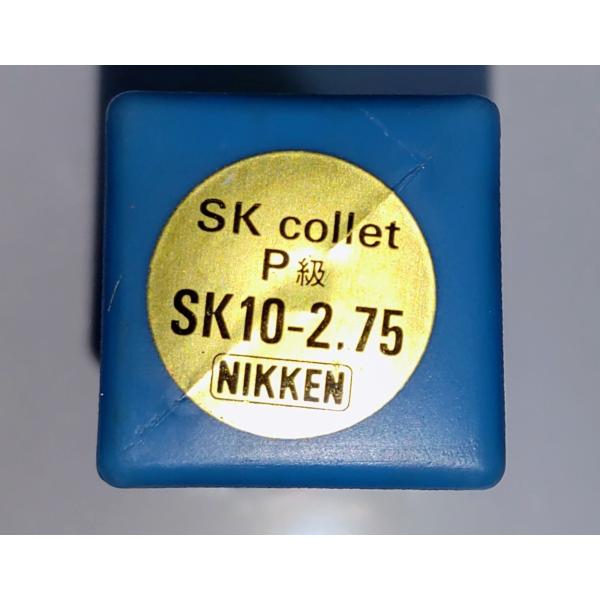 SK collet
P級
SK10-2.75
NIKKEN